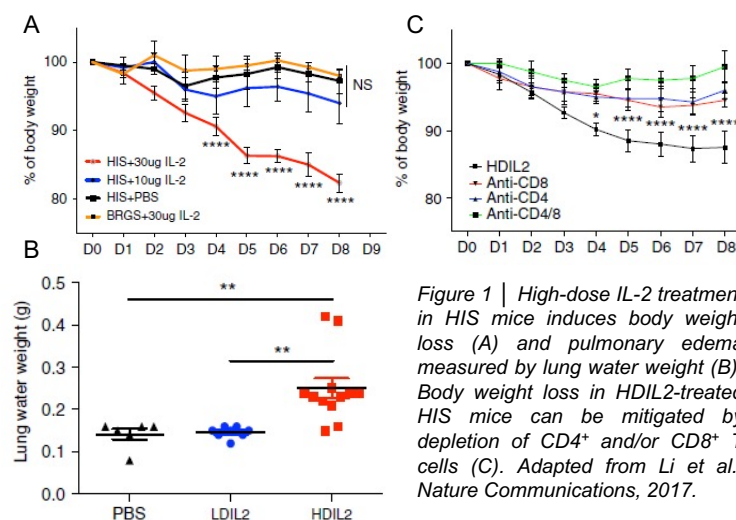 A
% of body weight
100
90
80
NS
****
****
****
****
****
HIS+30ug IL-2
HIS+10ug IL-2
HIS+PBS
BRGS+30ug IL-2
D0 D1 D2 D3 D4 D5 D6 D7 D8 D9
C
% of body weight
100
90
80
*
****
****
****
****
HDIL2
Anti-CD8
Anti-CD4
Anti-CD4/8
D0 D1 D2 D3 D4 D5 D6 D7 D8
B
Lung water weight (g)
0.5
0.4
0.3
0.2
0.1
0.0
**
**
PBS LDIL2 HDIL2
Figure 1 | High-dose IL-2 treatmen
in HIS mice induces body weigh
loss (A) and pulmonary edema
measured by lung water weight (B)
Body weight loss in HDIL2-treated
HIS mice can be mitigated by
depletion of CD4⁺ and/or CD8⁺ T
cells (C). Adapted from Li et al.
Nature Communications, 2017.